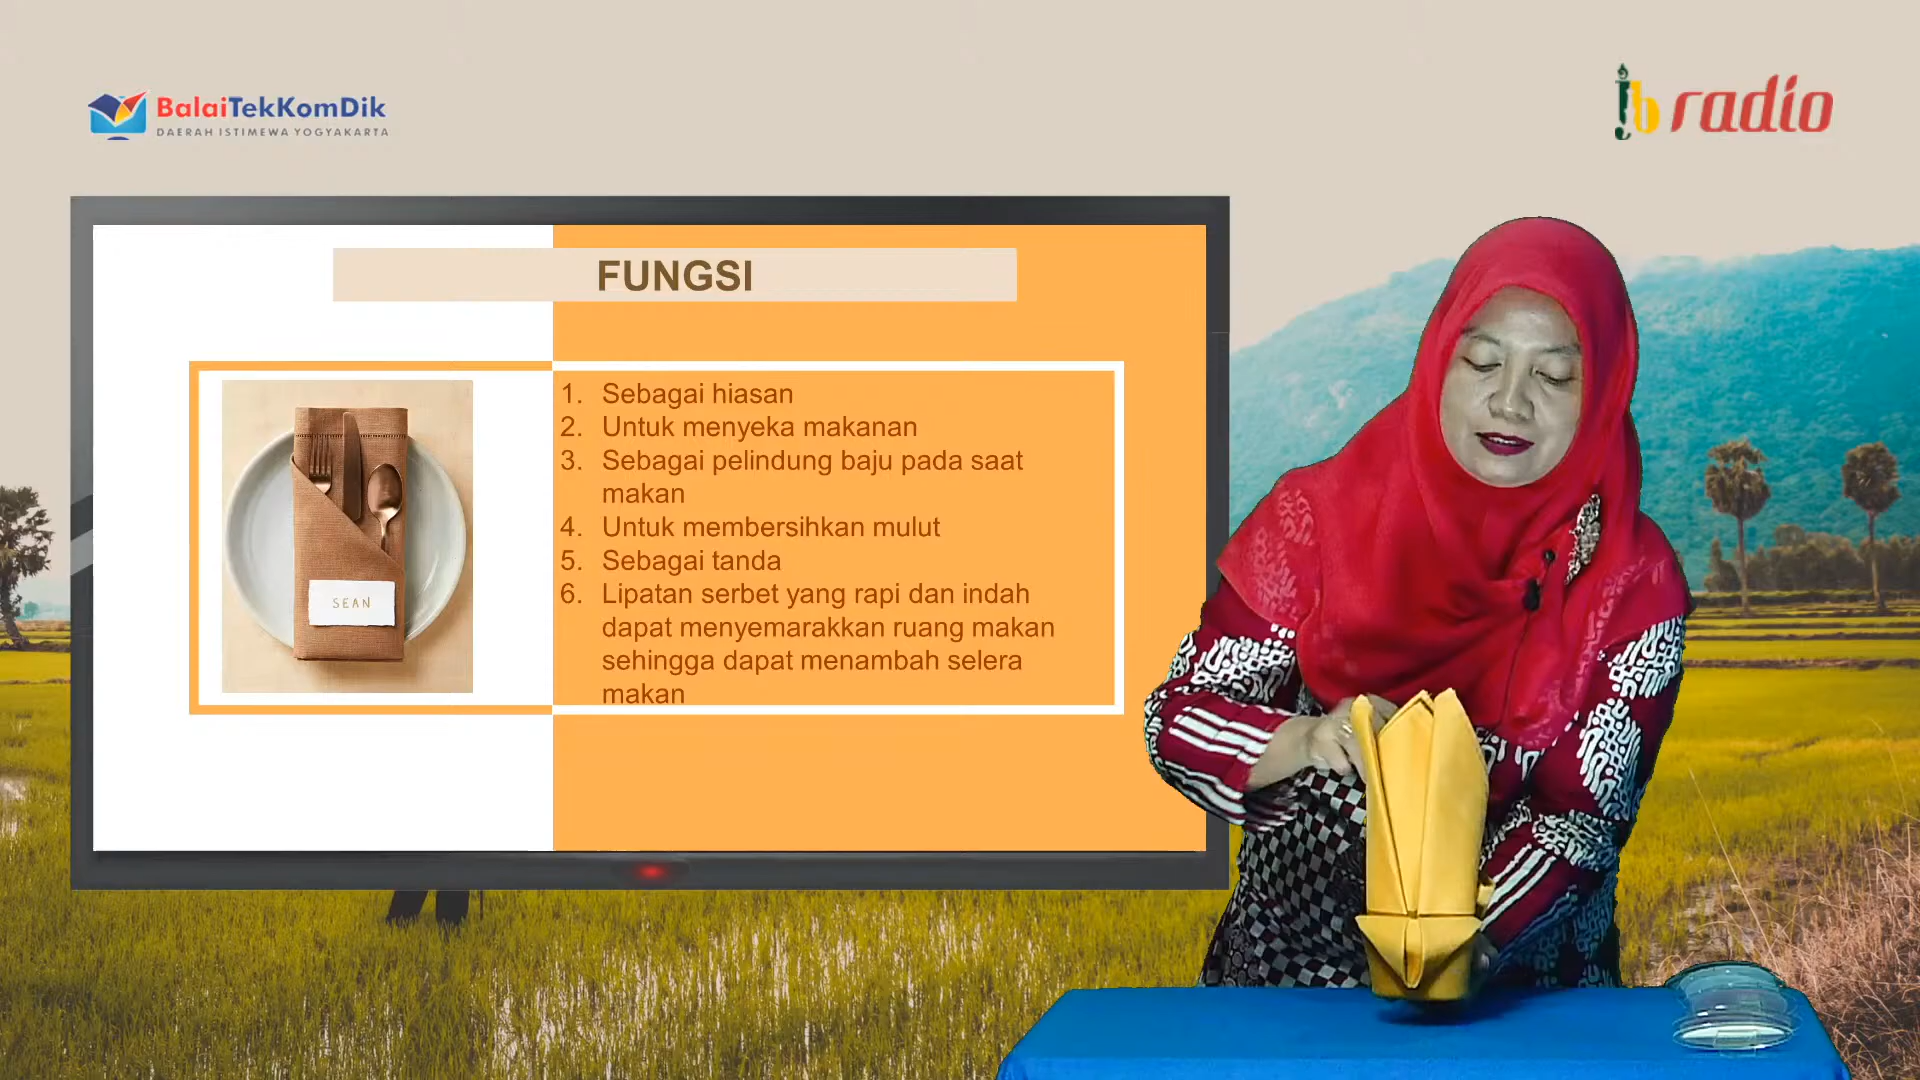 BalaiTekKomDik
DAERAH ISTIMEWA YOGYAKARTA
jb radio
FUNGSI
1. Sebagai hiasan
2. Untuk menyeka makanan
3. Sebagai pelindung baju pada saat
makan
4. Untuk membersihkan mulut
5. Sebagai tanda
6. Lipatan serbet yang rapi dan indah
dapat menyemarakkan ruang makan
sehingga dapat menambah selera
makan
SEAN